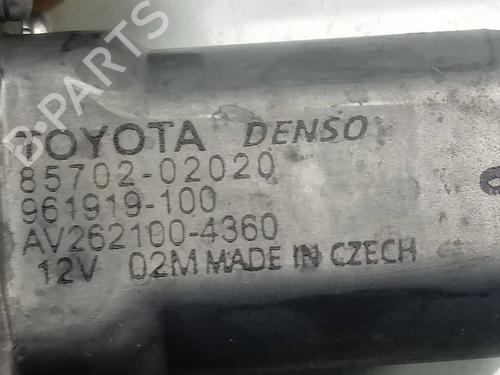 B-PARTS
TOYOTA DENSO
85702-02020
961919-100
AV262100-4360
12V 02M MADE IN CZECH